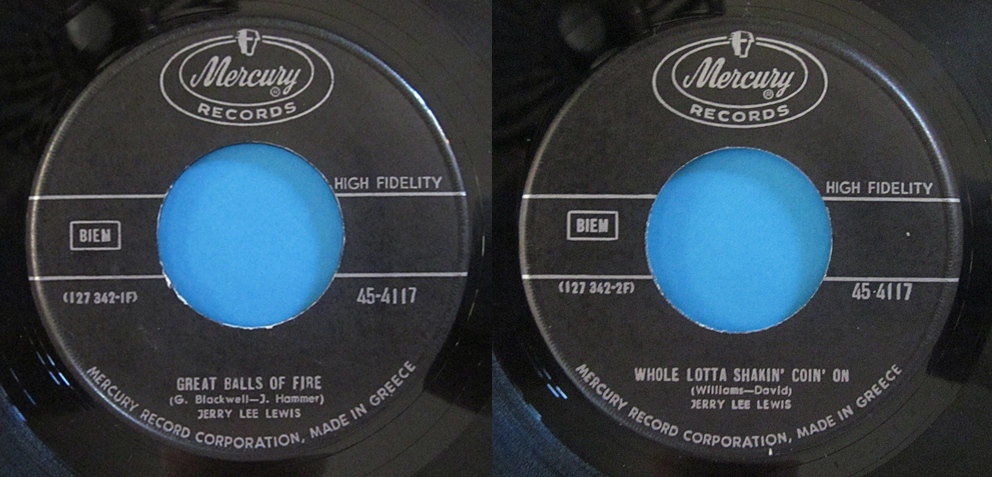 Mercury
®
RECORDS
HIGH FIDELITY
BIEM
(127 342-1F)
45-4117
GREAT BALLS OF FIRE
(G. Blackwell—J. Hammer)
JERRY LEE LEWIS
MERCURY RECORD CORPORATION, MADE IN GREECE
Mercury
®
RECORDS
HIGH FIDELITY
BIEM
(127 342-2F)
45-4117
WHOLE LOTTA SHAKIN' COIN' ON
(Williams—David)
JERRY LEE LEWIS
MERCURY RECORD CORPORATION, MADE IN GREECE